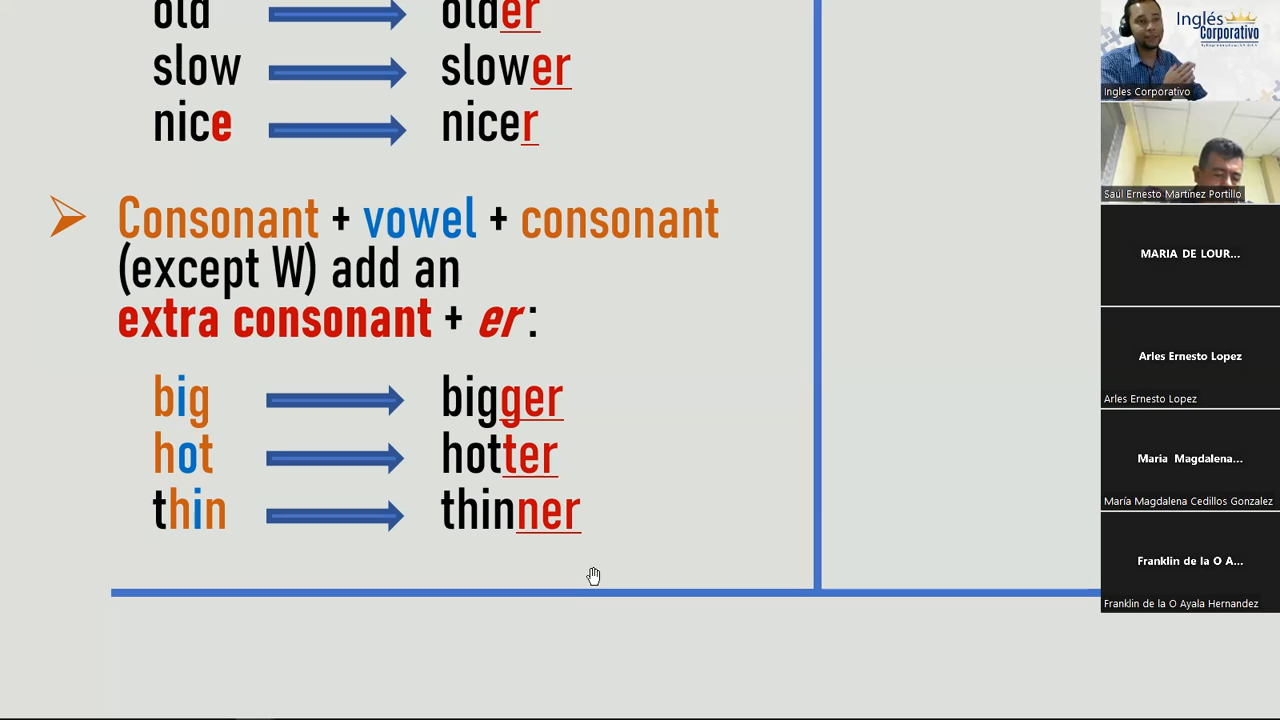 old older
slow slower
nice nicer
Consonant + vowel + consonant
(except W) add an
extra consonant + er :
big bigger
hot hotter
thin thinner
Inglés
Corporativo
Ingles Corporativo
Saúl Ernesto Martínez Portillo
MARIA DE LOUR...
Arles Ernesto Lopez
Arles Ernesto Lopez
Maria Magdalena...
María Magdalena Cedillos Gonzalez
Franklin de la O A...
Franklin de la O Ayala Hernandez